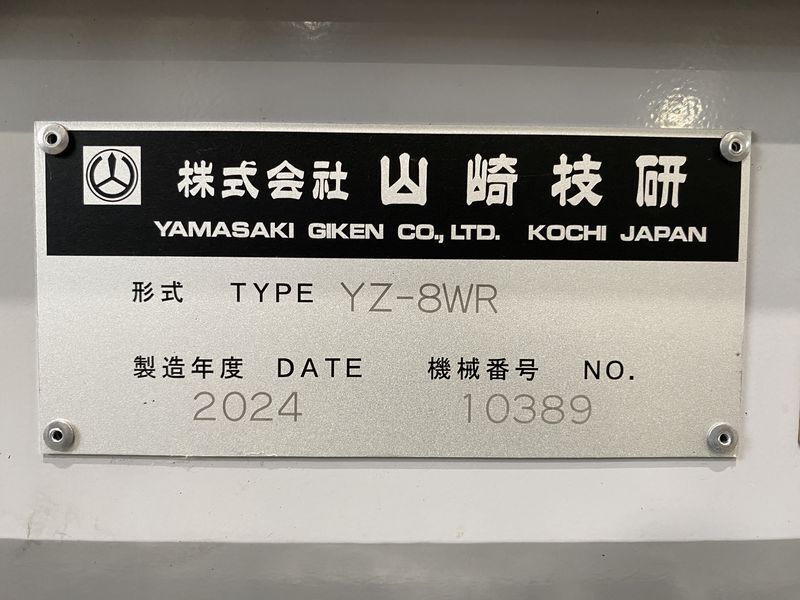 株式会社 山崎技研
YAMASAKI GIKEN CO., LTD. KOCHI JAPAN
形式 TYPE YZ-8WR
製造年度 DATE 機械番号 NO.
2024 10389